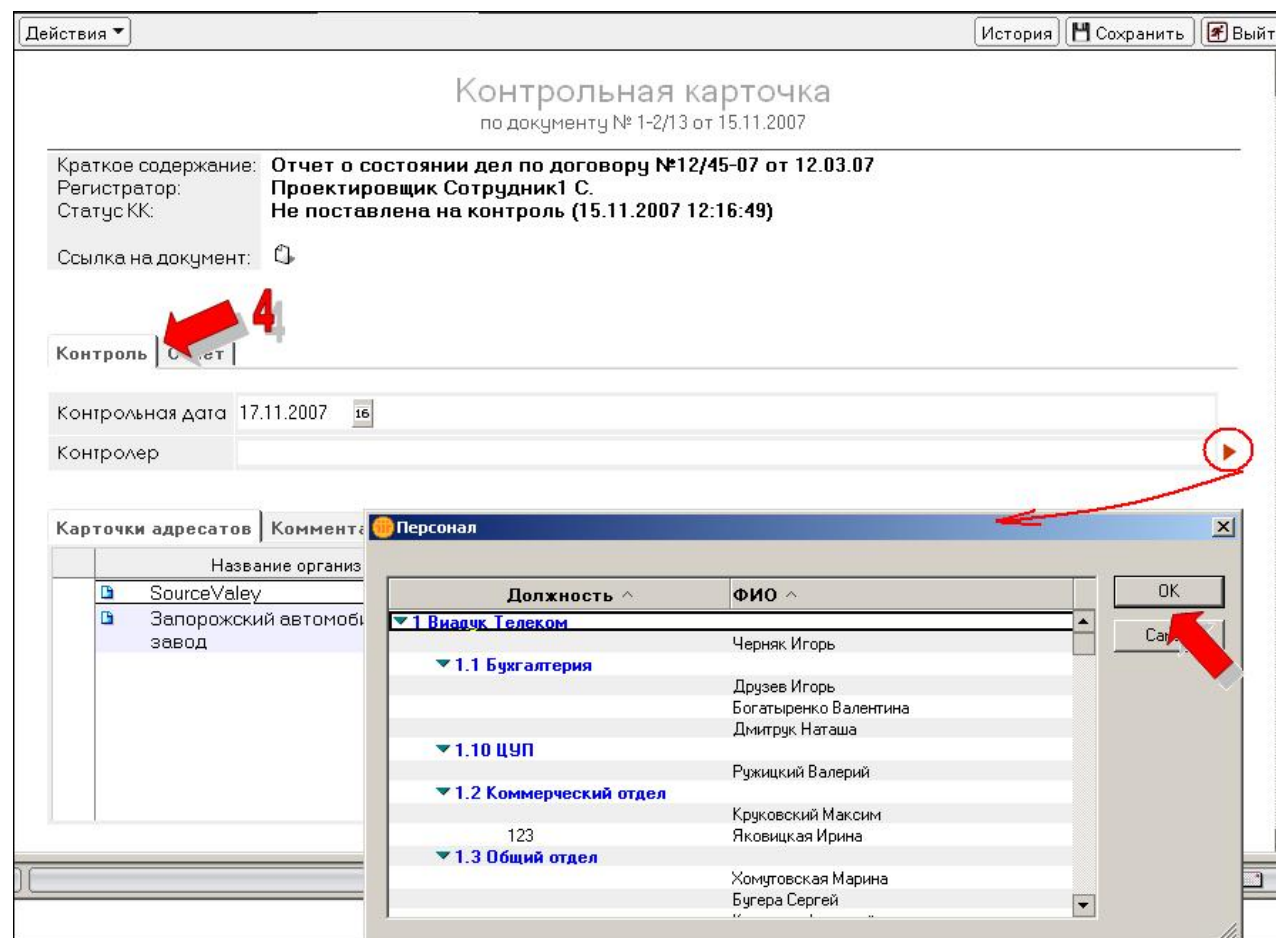 Действия
История Сохранить Выйт
Контрольная карточка
по документу № 1-2/13 от 15.11.2007
Краткое содержание: Отчет о состоянии дел по договору №12/45-07 от 12.03.07
Регистратор: Проектировщик Сотрудник1 С.
Статус КК: Не поставлена на контроль (15.11.2007 12:16:49)
Ссылка на документ:
4
Контроль
Контрольная дата 17.11.2007 16
Контролер
Карточки адресатов Коммента
Персонал
Название организ
SourceValey
Запорожский автомоби
завод
Должность ФИО
OK
1 Виадук Телеком
Черняк Игорь
1.1 Бухгалтерия
Друзев Игорь
Богатыренко Валентина
Дмитрук Наташа
1.10 ЦУП
Ружицкий Валерий
1.2 Коммерческий отдел
Круковский Максим
123 Яковицкая Ирина
1.3 Общий отдел
Хомутовская Марина
Бугера Сергей